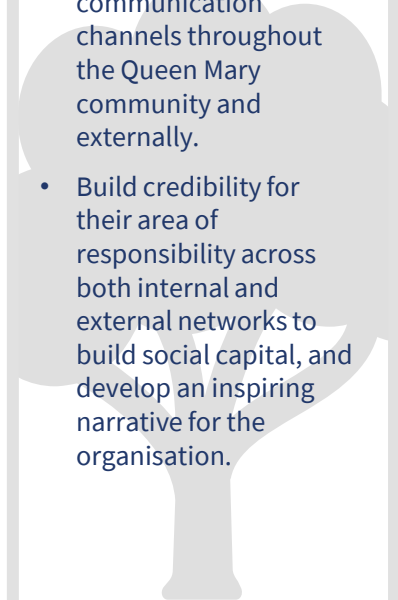 communication
channels throughout
the Queen Mary
community and
externally.
• Build credibility for
their area of
responsibility across
both internal and
external networks to
build social capital, and
develop an inspiring
narrative for the
organisation.